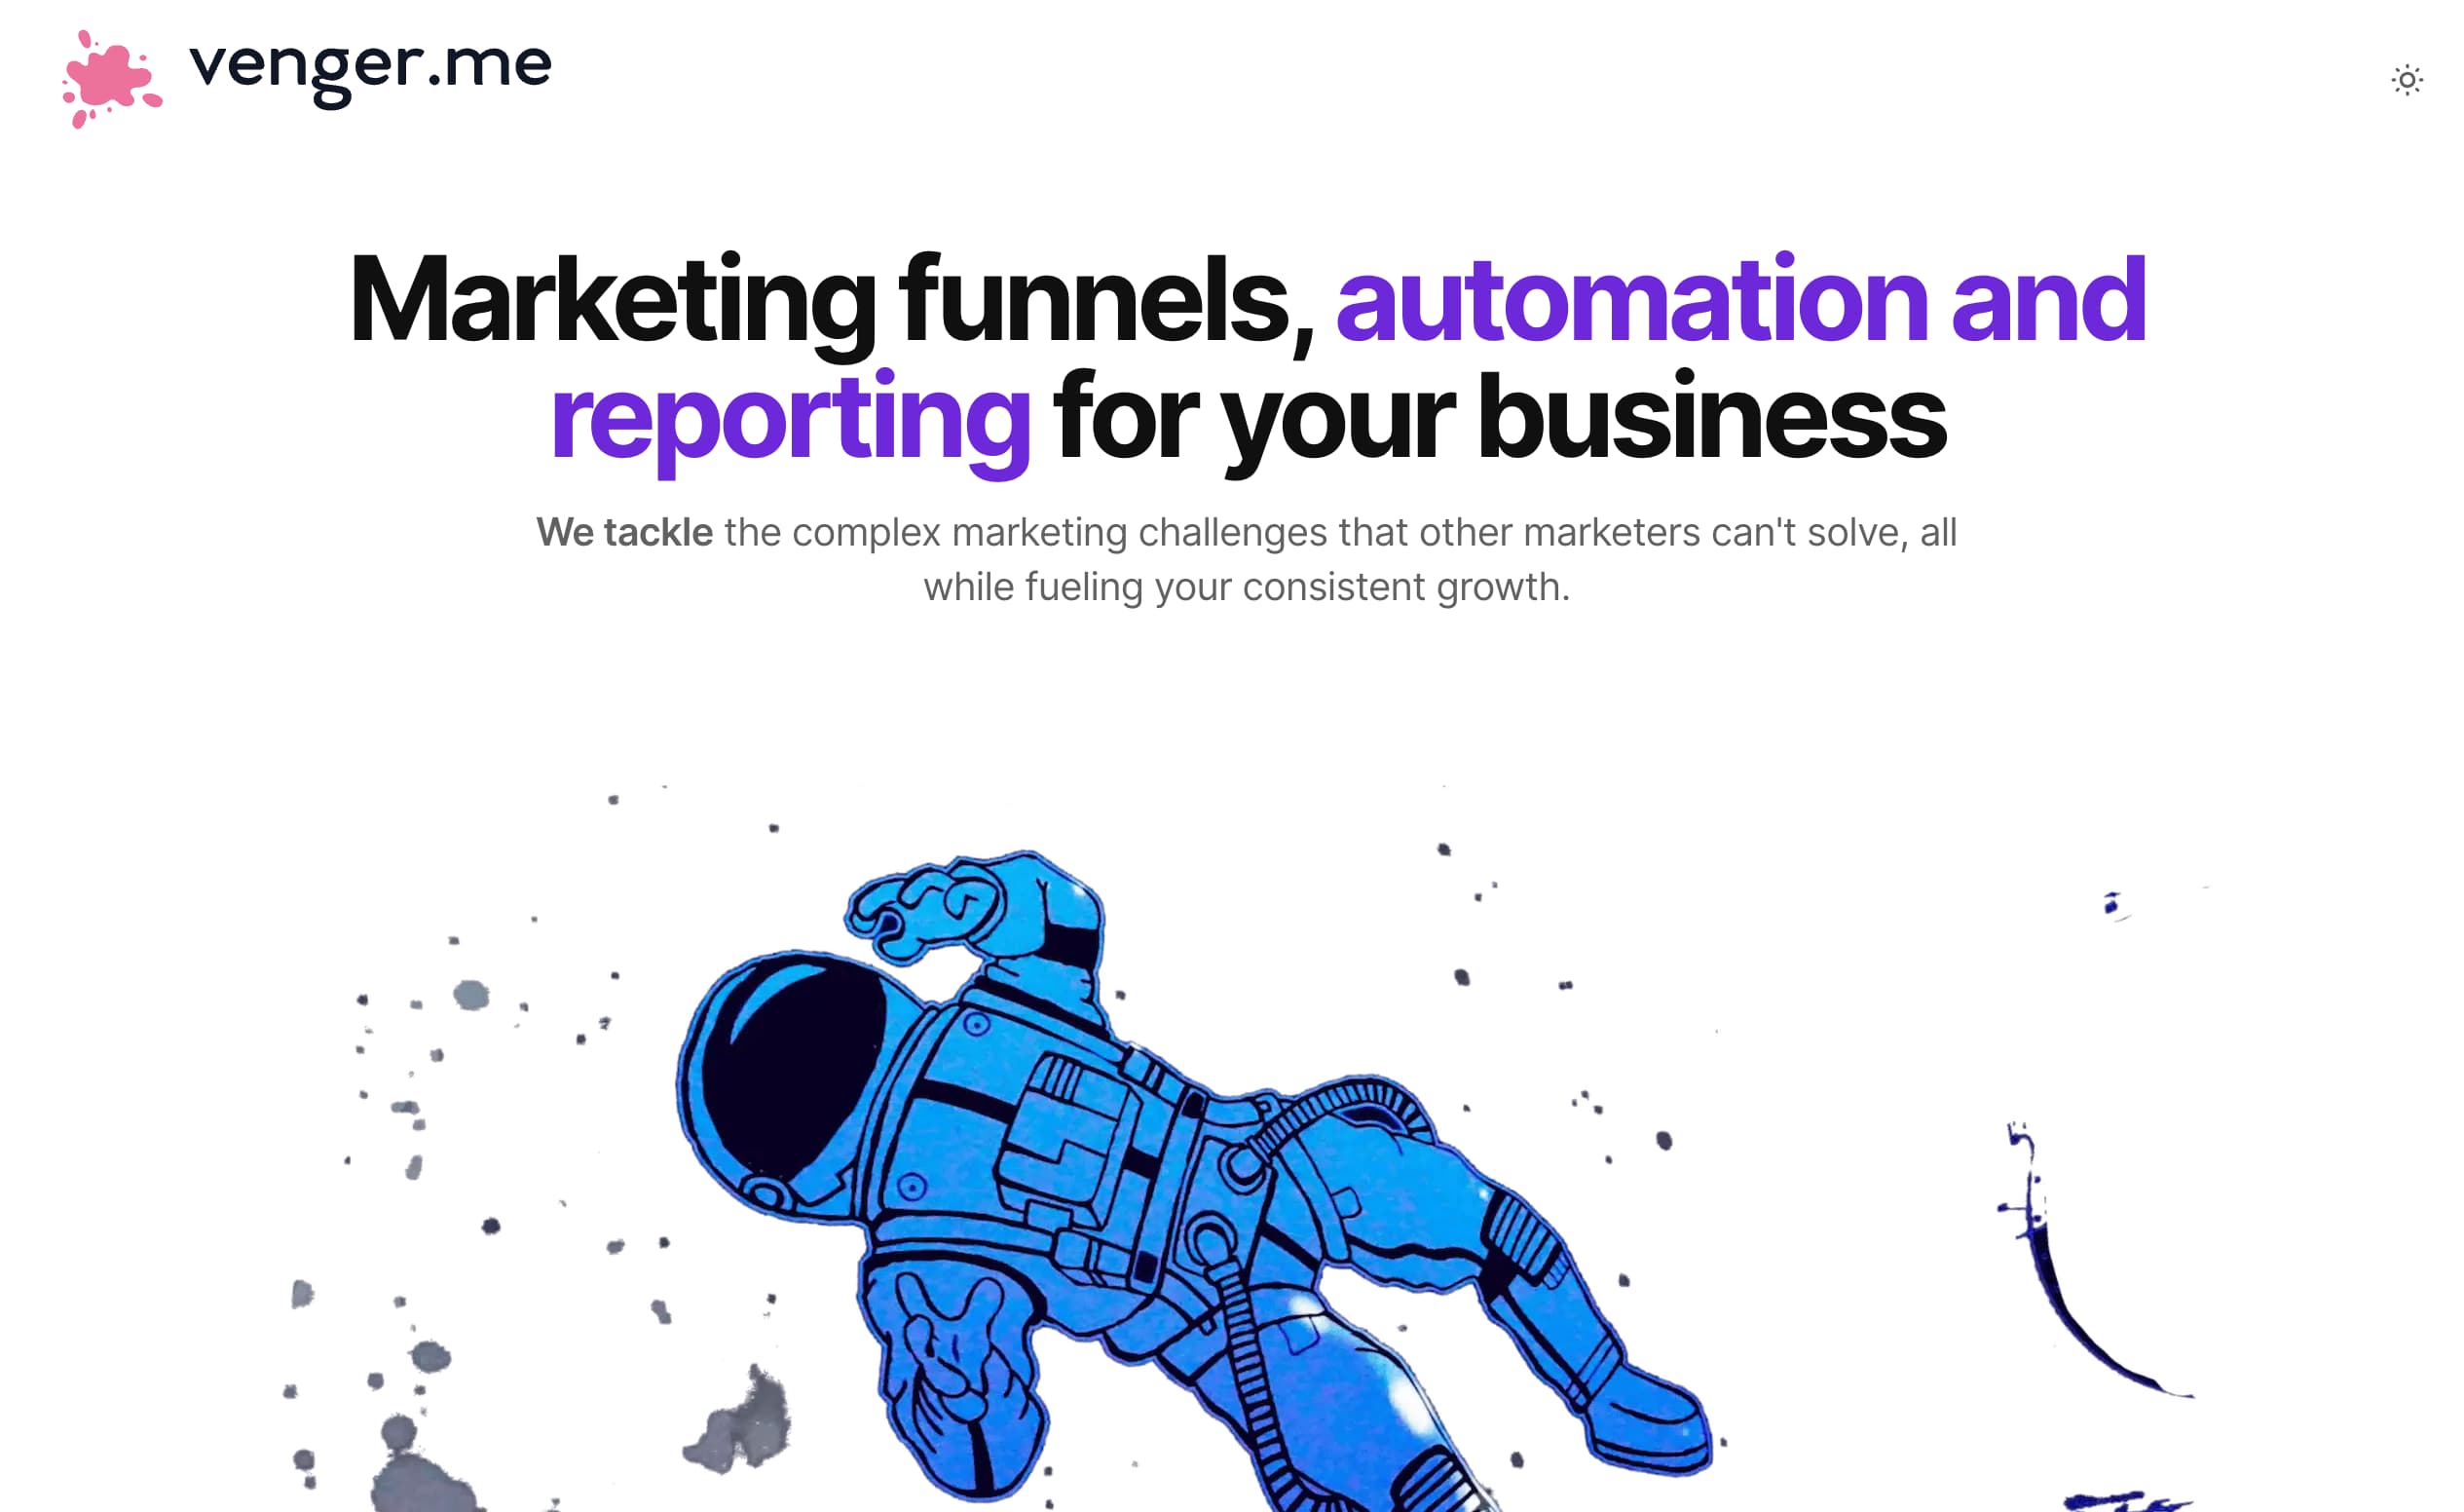 venger.me
Marketing funnels, automation and
reporting for your business
We tackle the complex marketing challenges that other marketers can't solve, all
while fueling your consistent growth.